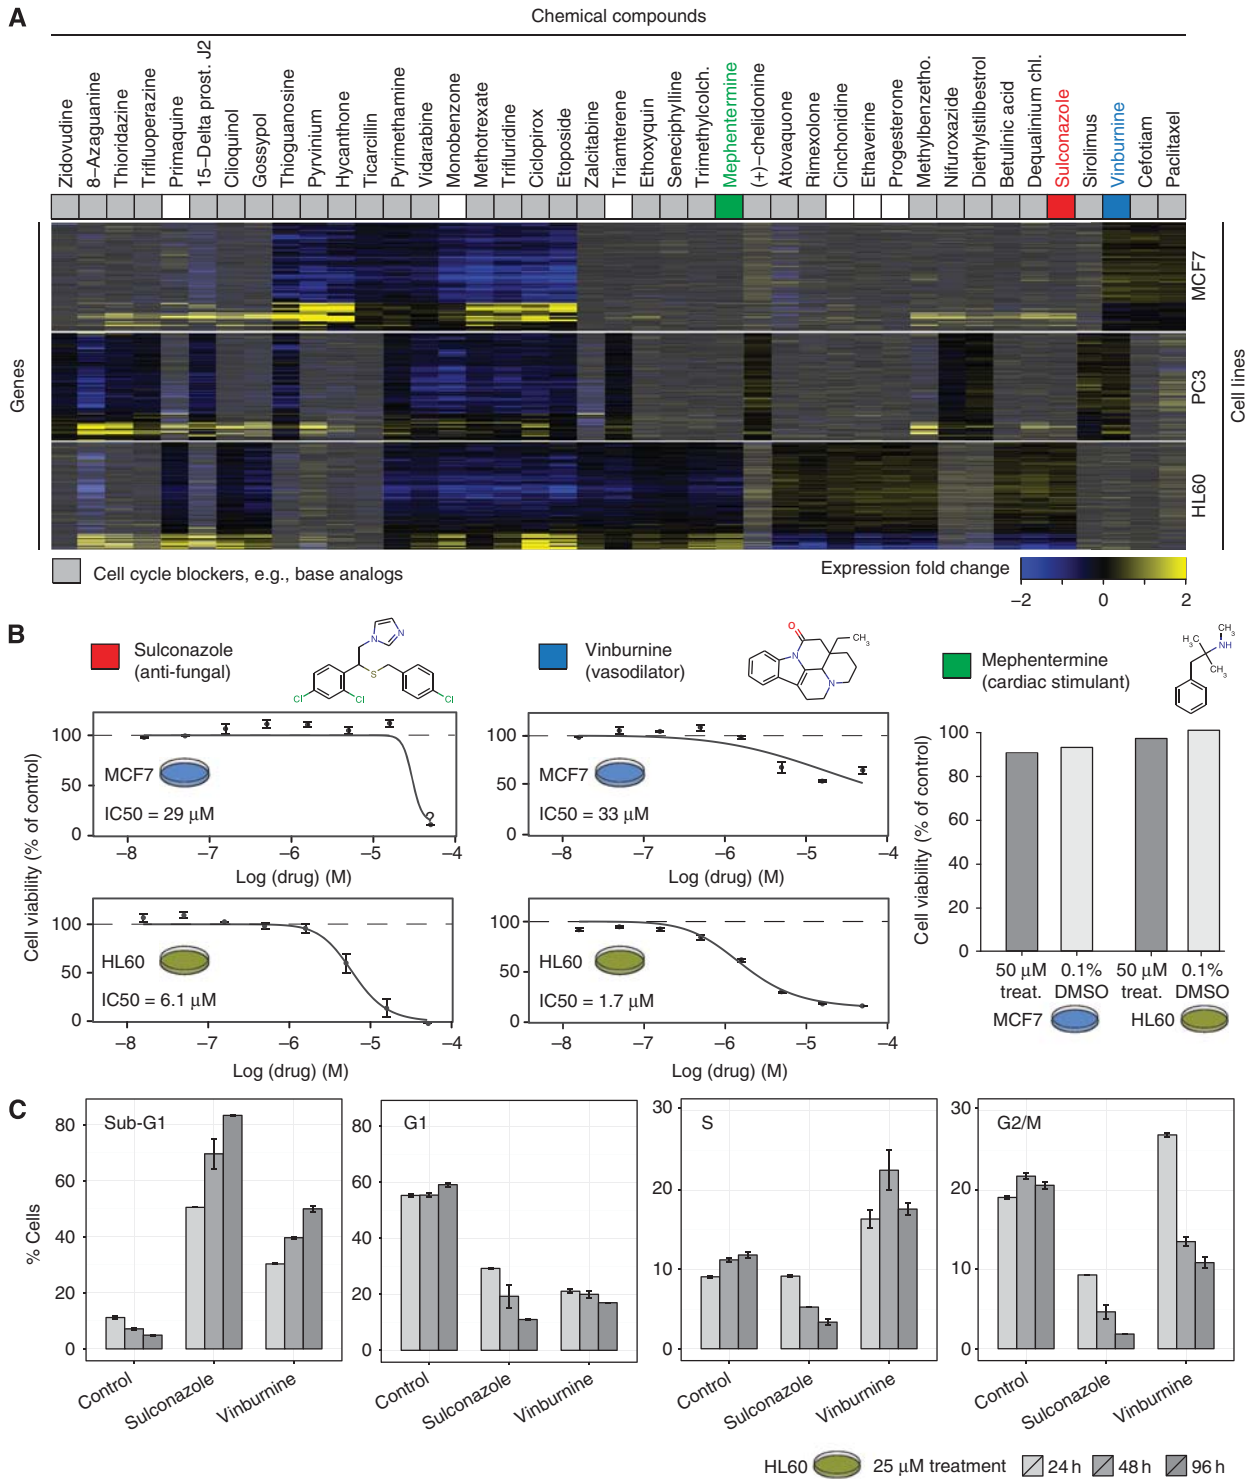 A
Chemical compounds
Zidovudine
8–Azaguanine
Thioridazine
Trifluoperazine
Primaquine
15–Delta prost. J2
Clioquinol
Gossypol
Thioguanosine
Pyrvinium
Hycanthone
Ticarcillin
Pyrimethamine
Vidarabine
Monobenzone
Methotrexate
Trifluridine
Ciclopirox
Etoposide
Zalcitabine
Triamterene
Ethoxyquin
Seneciphylline
Trimethylcolch.
Mephentermine
(+)–chelidonine
Atovaquone
Rimexolone
Cinchonidine
Ethaverine
Progesterone
Methylbenzetho.
Nifuroxazide
Diethylstilbestrol
Betulinic acid
Dequalinium chl.
Sulconazole
Sirolimus
Vinburnine
Cefotiam
Paclitaxel
Genes
MCF7
PC3
HL60
Cell lines
Cell cycle blockers, e.g., base analogs
Expression fold change
−2 0 2
B
Sulconazole
(anti-fungal)
N
N
S
Cl
Cl
Cl
Vinburnine
(vasodilator)
O
N
N
CH3
Mephentermine
(cardiac stimulant)
CH3
H3C
NH
CH3
Cell viability (% of control)
100
50
0
MCF7
IC50 = 29 μM
?
−8 −7 −6 −5 −4
Log (drug) (M)
100
50
0
HL60
IC50 = 6.1 μM
−8 −7 −6 −5 −4
Log (drug) (M)
100
50
0
MCF7
IC50 = 33 μM
−8 −7 −6 −5 −4
Log (drug) (M)
100
50
0
HL60
IC50 = 1.7 μM
−8 −7 −6 −5 −4
Log (drug) (M)
Cell viability (% of control)
100
80
60
40
20
0
50 μM 0.1% 50 μM 0.1%
treat. DMSO treat. DMSO
MCF7 HL60
C
% Cells
Sub-G1
80
60
40
20
0
Control
Sulconazole
Vinburnine
G1
80
60
40
20
0
Control
Sulconazole
Vinburnine
S
30
20
10
0
Control
Sulconazole
Vinburnine
G2/M
30
20
10
0
Control
Sulconazole
Vinburnine
HL60 25 μM treatment 24 h 48 h 96 h